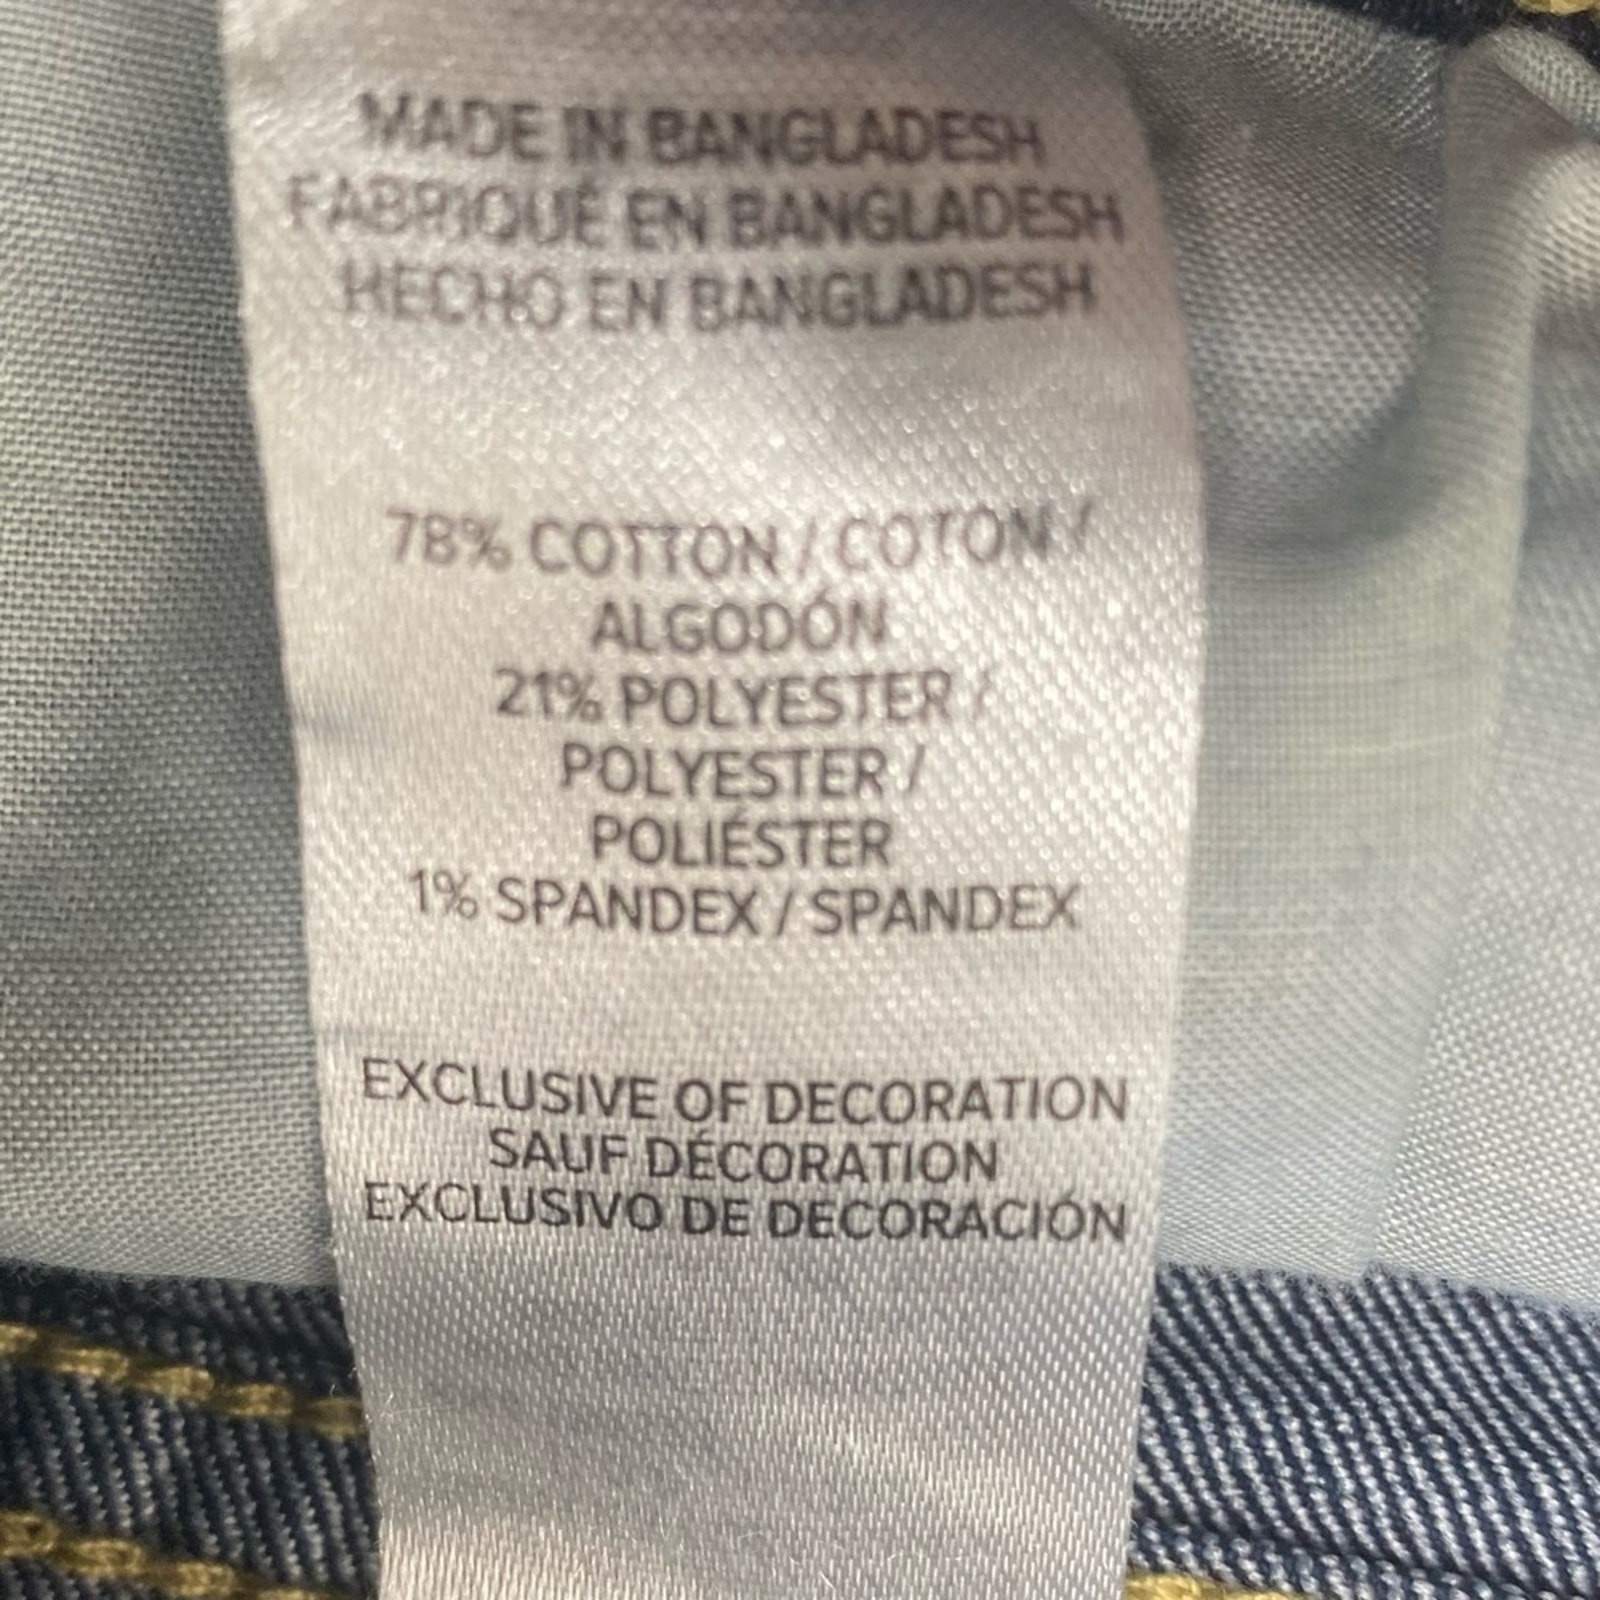 MADE IN BANGLADESH
FABRIQUÉ EN BANGLADESH
HECHO EN BANGLADESH
78% COTTON / COTON /
ALGODÓN
21% POLYESTER /
POLYESTER /
POLIÉSTER
1% SPANDEX / SPANDEX
EXCLUSIVE OF DECORATION
SAUF DÉCORATION
EXCLUSIVO DE DECORACIÓN